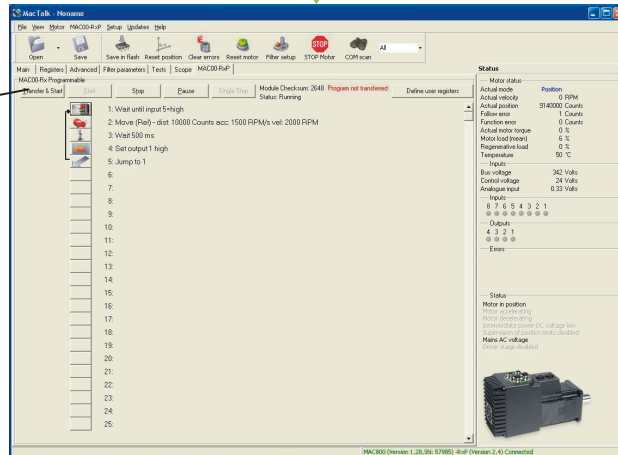 MacTalk - Noname
File View Motor MAC00-RxP Setup Updates Help
Open Save Save in flash Reset position Clear errors Reset motor Filter setup STOP Motor COM scan All
STOP
Main Registers Advanced Filter parameters Tests Scope MAC00-RxP
MAC00-Rx Programmable
Transfer & Start Start Stop Pause Single Step Module Checksum: 2648 Program not transferred Define user registers
Status: Running
1: Wait until input 5=high
2: Move (Rel) - dist 10000 Counts acc: 1500 RPM/s vel: 2000 RPM
3: Wait 500 ms
4: Set output 1 high
5: Jump to 1
6:
7:
8:
9:
10:
11:
12:
13:
14:
15:
16:
17:
18:
19:
20:
21:
22:
23:
24:
25:
Status
Motor status
Actual mode Position
Actual velocity 0 RPM
Actual position 9140000 Counts
Follow error 1 Counts
Function error 0 Counts
Actual motor torque 0 %
Motor load (mean) 6 %
Regenerative load 0 %
Temperature 50 °C
Inputs
Bus voltage 342 Volts
Control voltage 24 Volts
Analogue input 0.33 Volts
Inputs
8 7 6 5 4 3 2 1
Outputs
4 3 2 1
Errors
Status
Motor in position
Motor accelerating
Motor decelerating
Intermediate power DC voltage low
Supervision of position limits disabled
Mains AC voltage
Driver stage disabled
MAC800 (Version 1.28,SN: 57985) -RxP (Version 2.4) Connected